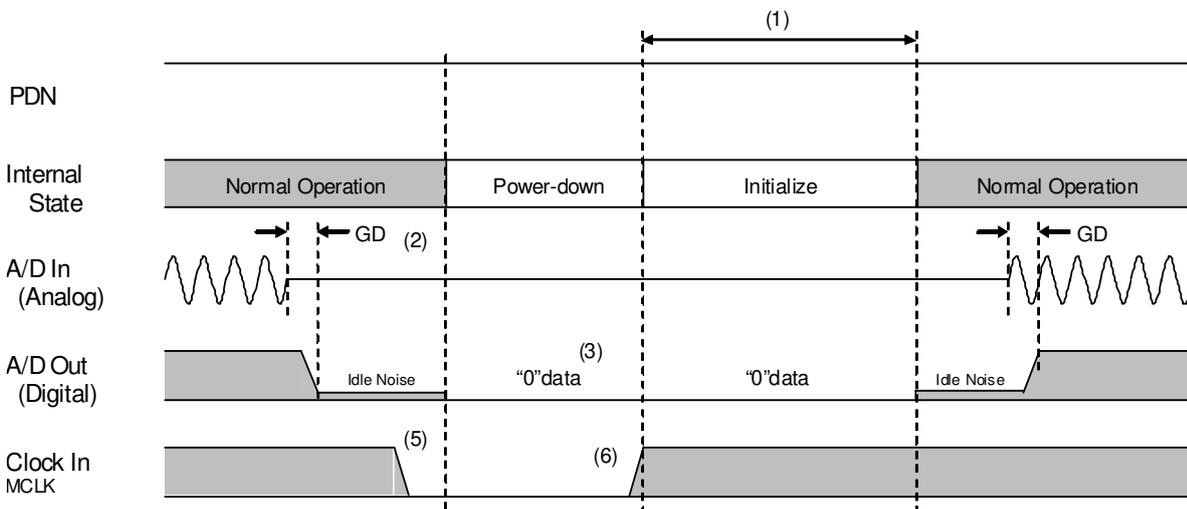 (1)
PDN
Internal
State
Normal Operation
Power-down
Initialize
Normal Operation
GD
(2)
GD
A/D In
(Analog)
A/D Out
(Digital)
Idle Noise
(3)
“0”data
“0”data
Idle Noise
(5)
(6)
Clock In
MCLK